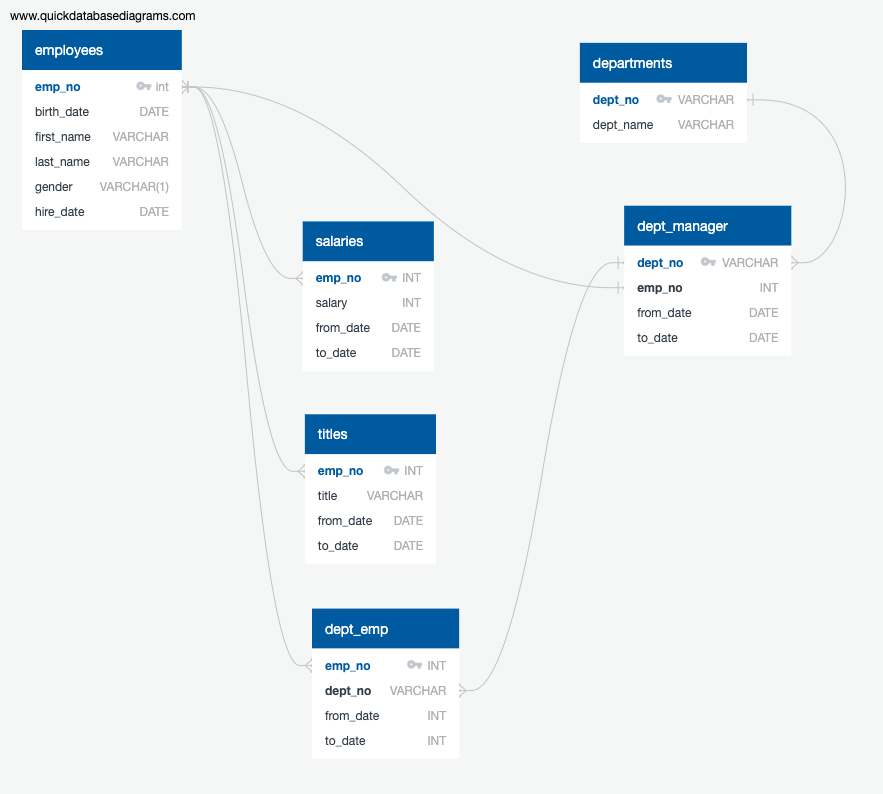 www.quickdatabasediagrams.com
employees
emp_no int
birth_date DATE
first_name VARCHAR
last_name VARCHAR
gender VARCHAR(1)
hire_date DATE
departments
dept_no VARCHAR
dept_name VARCHAR
dept_manager
dept_no VARCHAR
emp_no INT
from_date DATE
to_date DATE
salaries
emp_no INT
salary INT
from_date DATE
to_date DATE
titles
emp_no INT
title VARCHAR
from_date DATE
to_date DATE
dept_emp
emp_no INT
dept_no VARCHAR
from_date INT
to_date INT